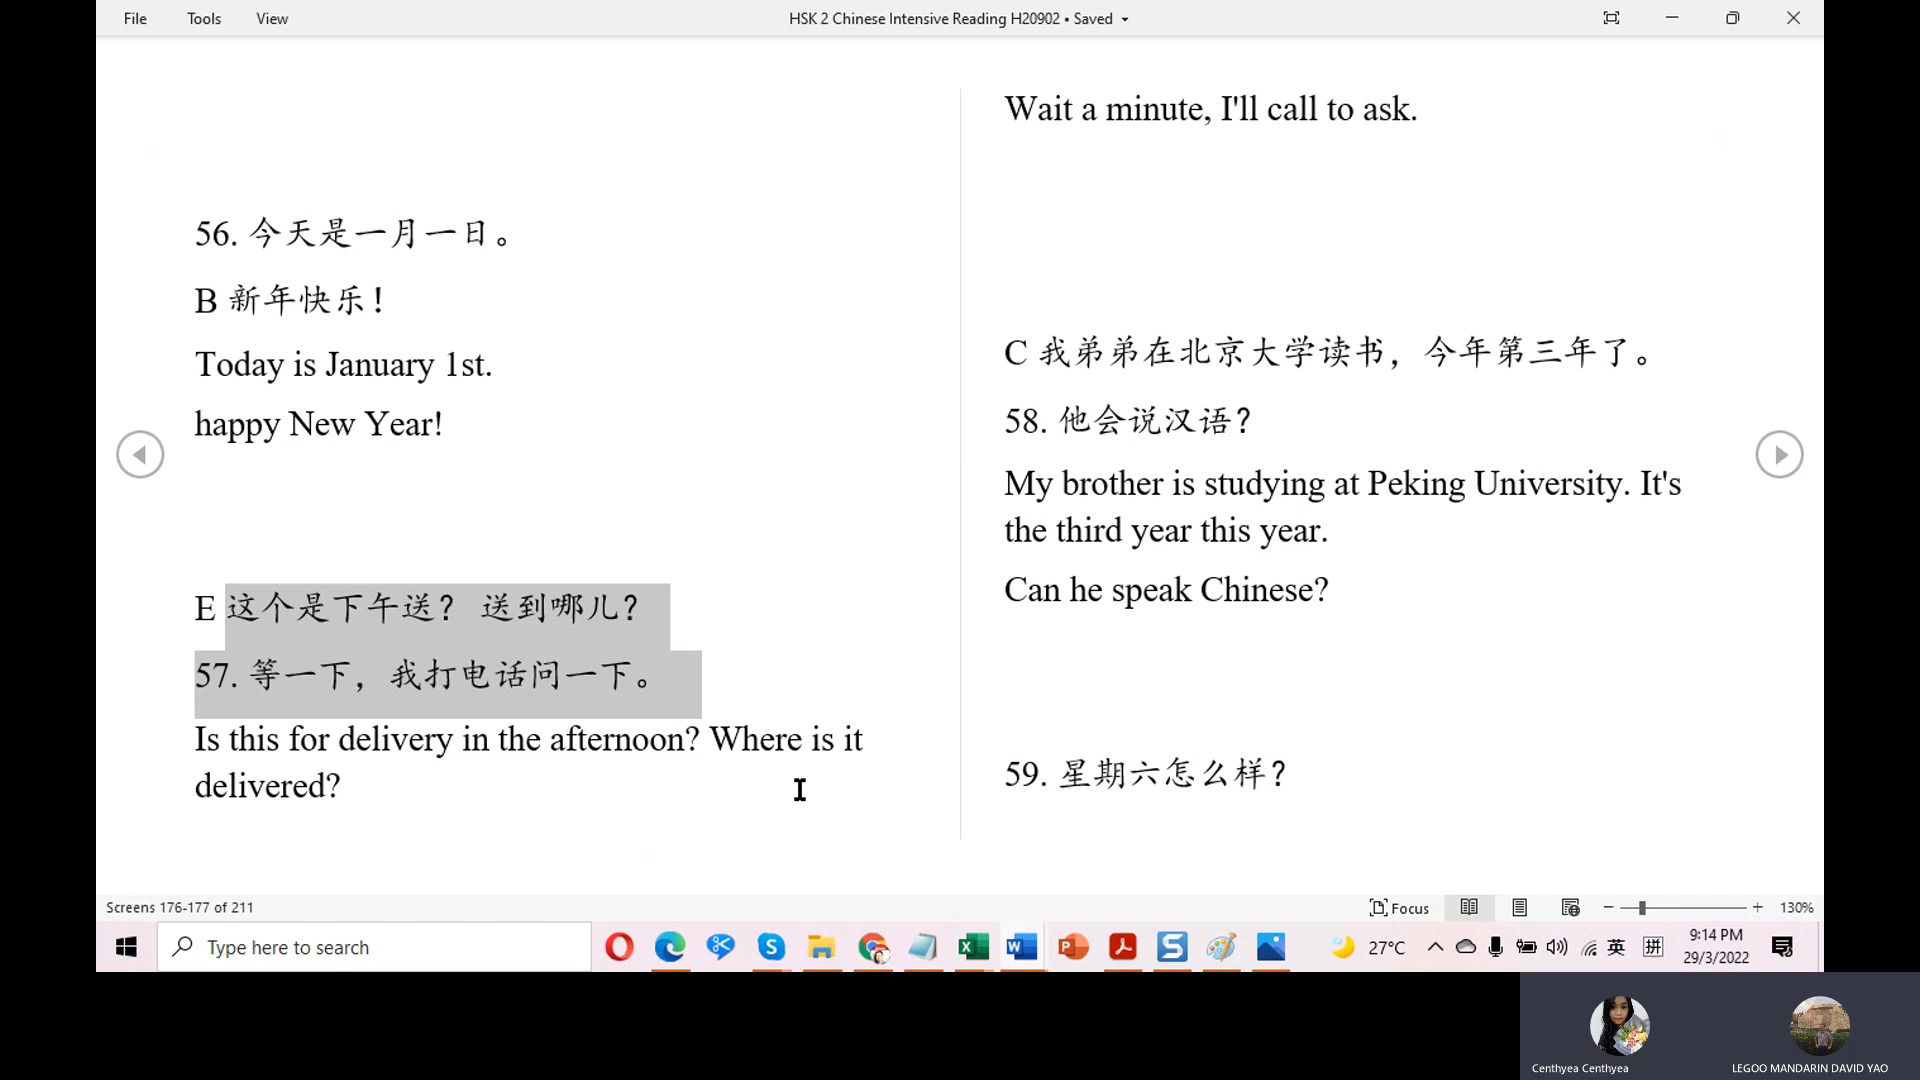 File Tools View HSK 2 Chinese Intensive Reading H20902 • Saved
56. 今天是一月一日。
B 新年快乐！
Today is January 1st.
happy New Year!
E 这个是下午送？ 送到哪儿？
57. 等一下，我打电话问一下。
Is this for delivery in the afternoon? Where is it
delivered?
Wait a minute, I'll call to ask.
C 我弟弟在北京大学读书，今年第三年了。
58. 他会说汉语？
My brother is studying at Peking University. It's
the third year this year.
Can he speak Chinese?
59. 星期六怎么样？
Screens 176-177 of 211
Focus
130%
Type here to search
27°C
英
拼
9:14 PM
29/3/2022
Centhyea Centhyea
LEGOO MANDARIN DAVID YAO